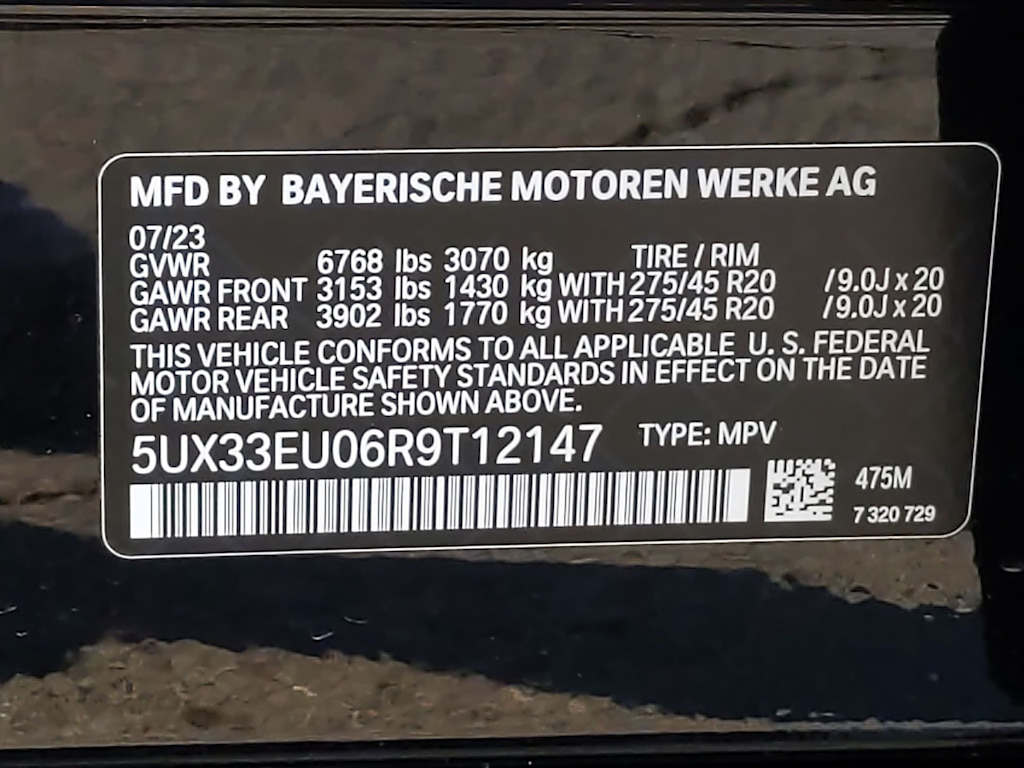 MFD BY BAYERISCHE MOTOREN WERKE AG
07/23
GVWR 6768 lbs 3070 kg TIRE / RIM
GAWR FRONT 3153 lbs 1430 kg WITH 275/45 R20 / 9.0J x 20
GAWR REAR 3902 lbs 1770 kg WITH 275/45 R20 / 9.0J x 20
THIS VEHICLE CONFORMS TO ALL APPLICABLE U. S. FEDERAL
MOTOR VEHICLE SAFETY STANDARDS IN EFFECT ON THE DATE
OF MANUFACTURE SHOWN ABOVE.
5UX33EU06R9T12147 TYPE: MPV
475M
7 320 729